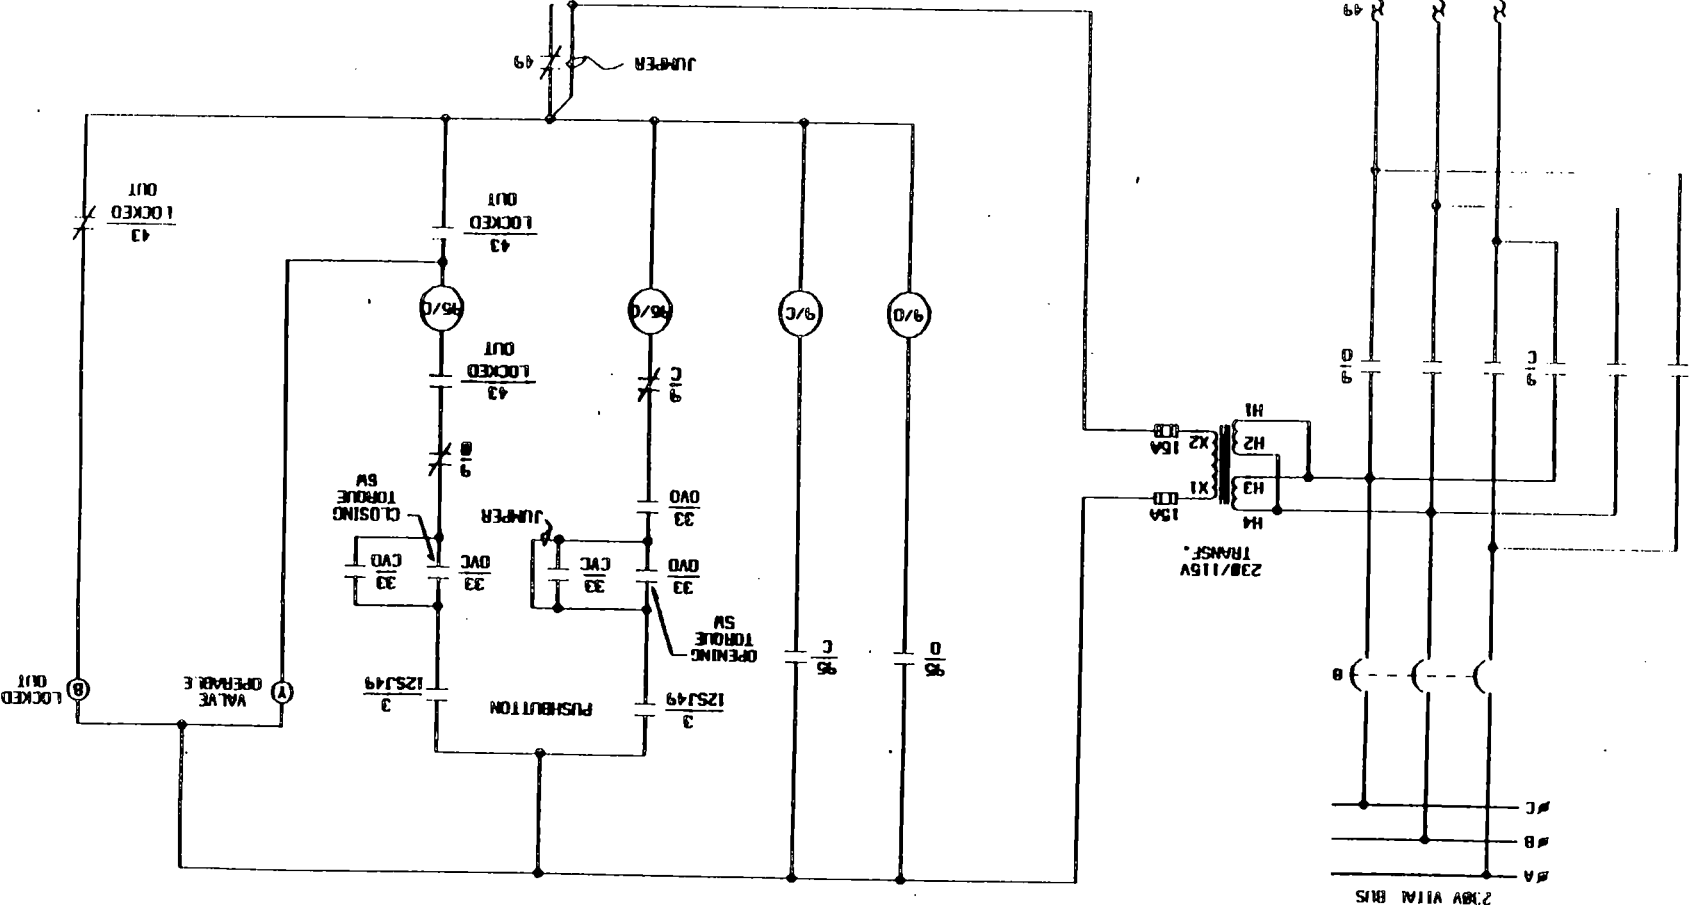 230V VITAL BUS
ØA
ØB
ØC
B
3
12SJ49
PUSHBUTTON
3
12SJ49
VALVE
OPERABLE
Y
LOCKED
OUT
B
95
O
95
C
OPENING
TORQUE
SW
230/115V
TRANSF.
33
OVO
33
CVC
33
OVC
33
CVO
33
OVO
JUMPER
CLOSING
TORQUE
SW
H4
H3
H2
H1
X1
X2
15A
15A
9
O
9
C
9
C
9
O
43
LOCKED
OUT
9/O
9/C
95/O
95/C
43
LOCKED
OUT
43
LOCKED
OUT
JUMPER
49
49